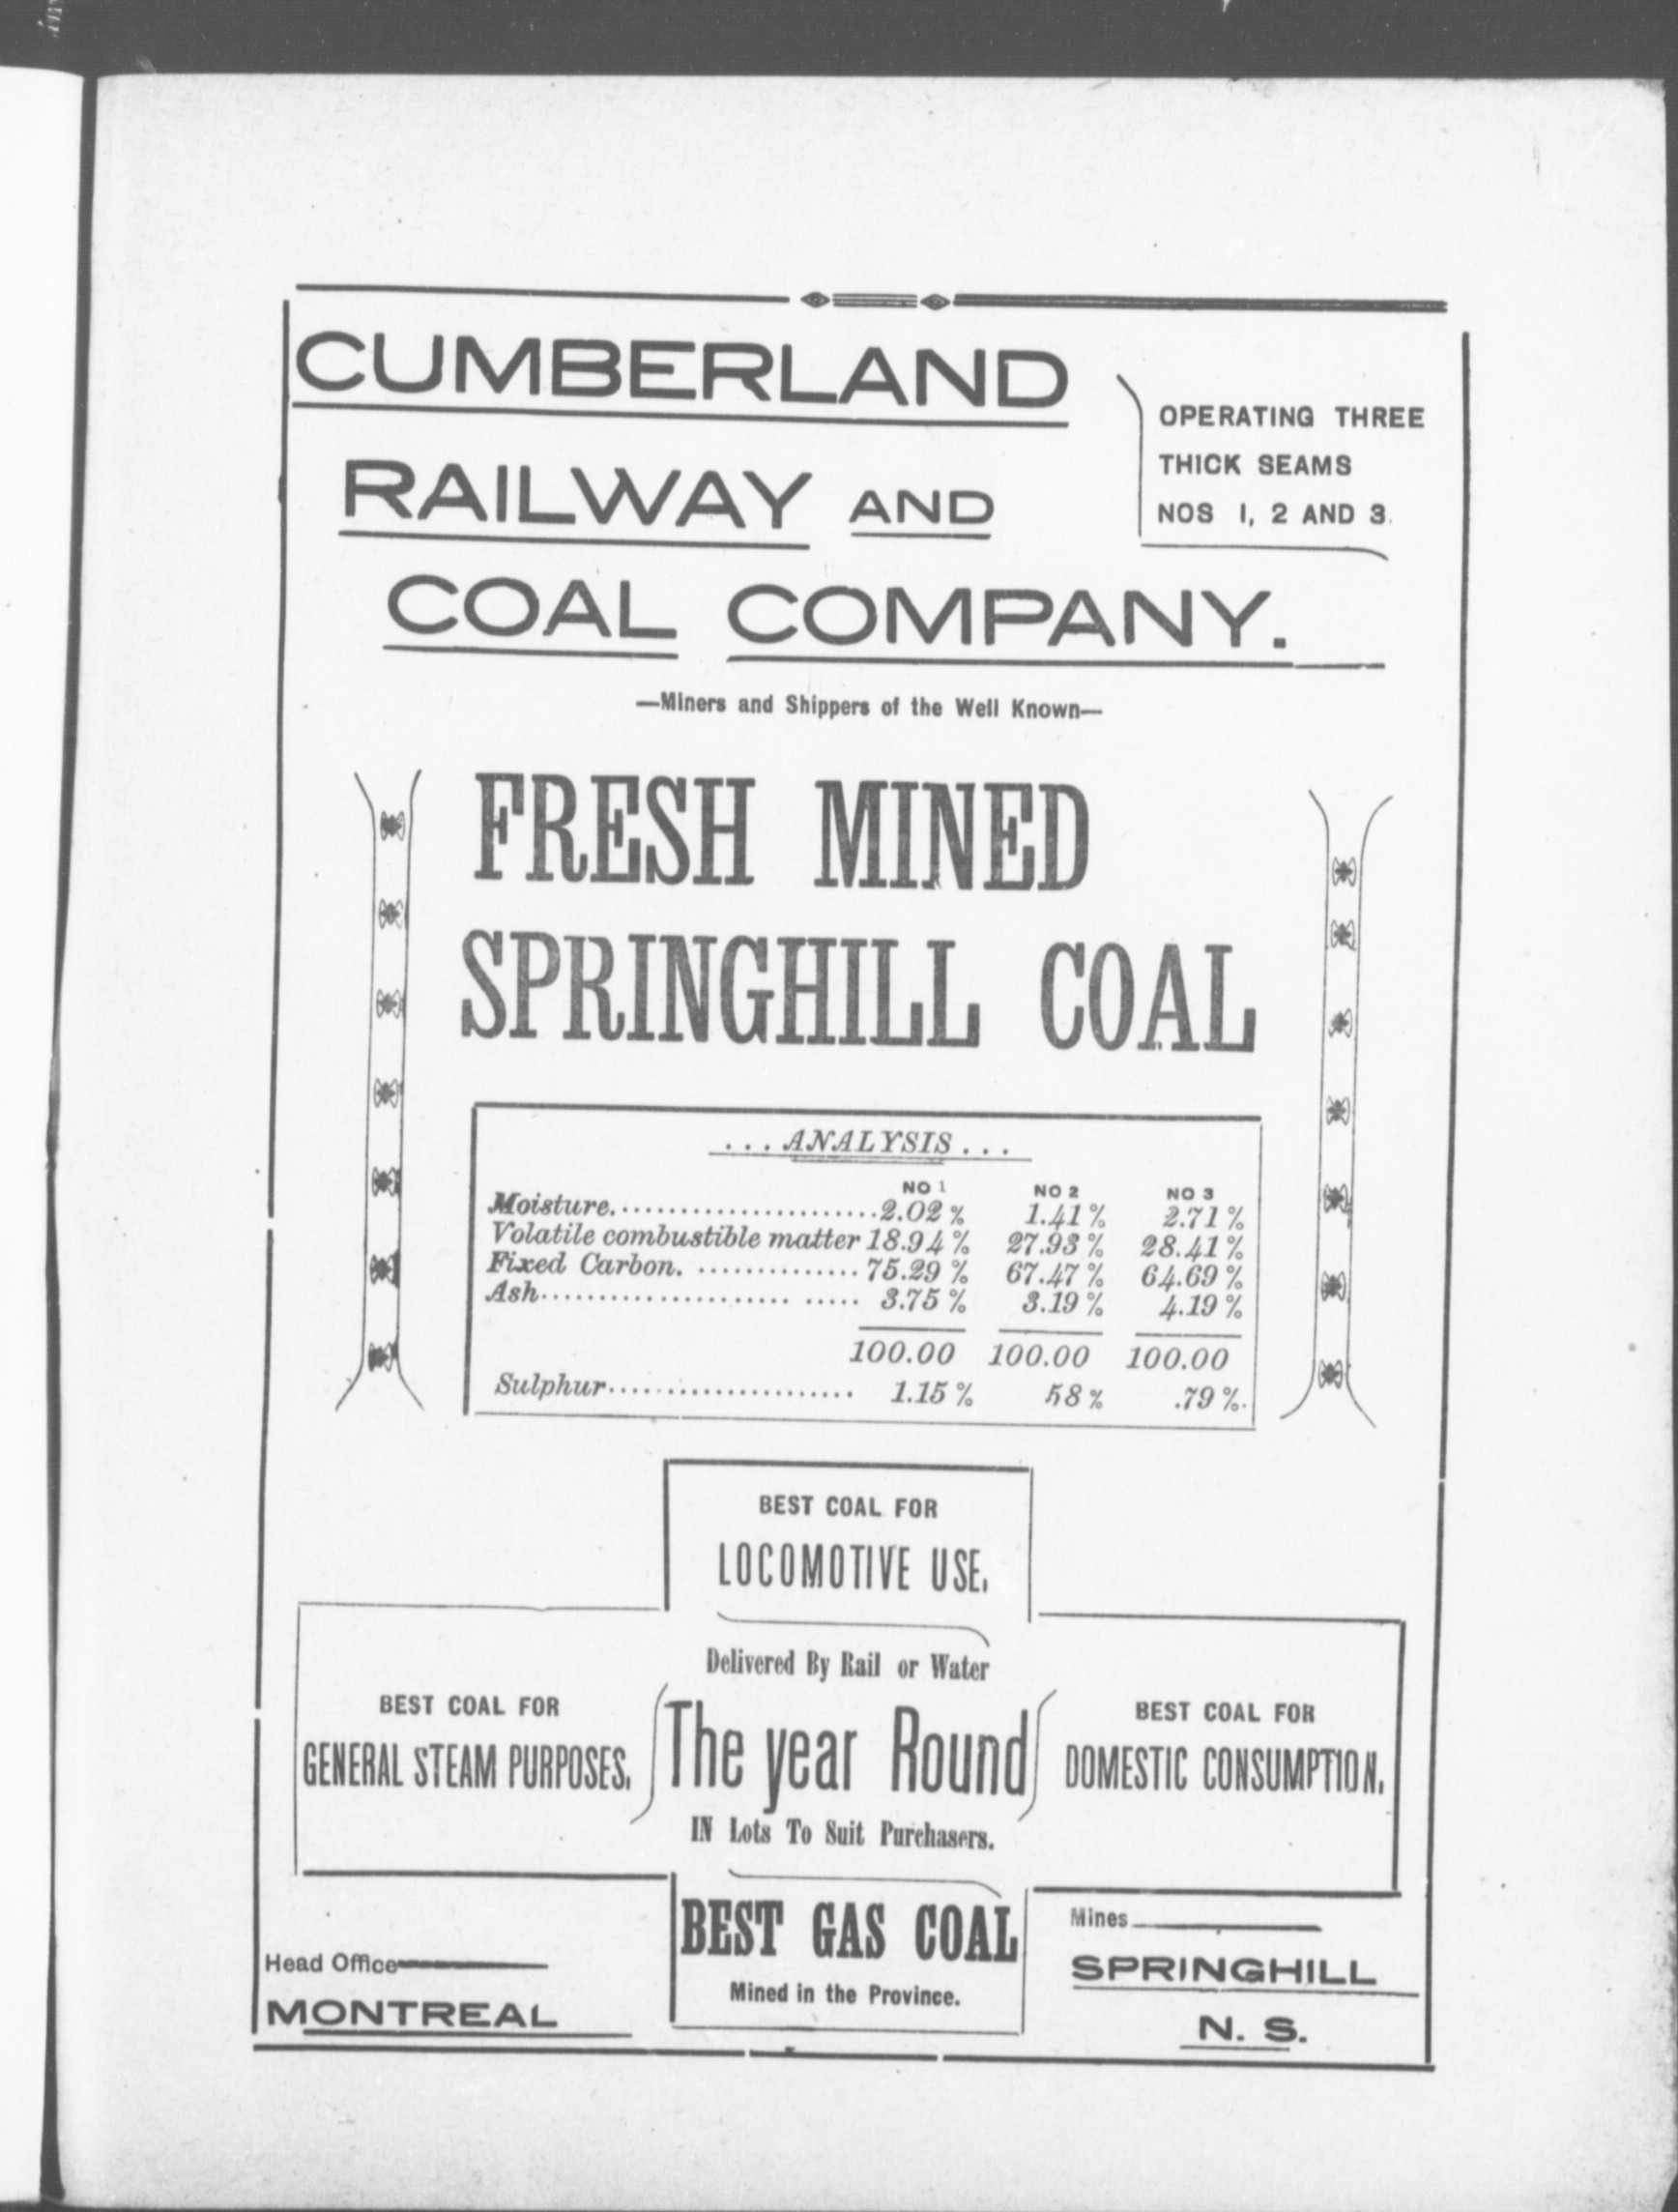 CUMBERLAND
RAILWAY AND
COAL COMPANY.
OPERATING THREE
THICK SEAMS
NOS 1, 2 AND 3.
—Miners and Shippers of the Well Known—
FRESH MINED
SPRINGHILL COAL
. . . ANALYSIS . . .
NO 1 NO 2 NO 3
Moisture.......................2.02 % 1.41 % 2.71 %
Volatile combustible matter 18.94 % 27.93 % 28.41 %
Fixed Carbon. ..............75.29 % 67.47 % 64.69 %
Ash..................... ..... 3.75 % 3.19 % 4.19 %
100.00 100.00 100.00
Sulphur..................... 1.15 % 58 % .79 %.
BEST COAL FOR
LOCOMOTIVE USE,
Delivered By Rail or Water
BEST COAL FOR
GENERAL STEAM PURPOSES,
The year Round
BEST COAL FOR
DOMESTIC CONSUMPTION,
IN Lots To Suit Purchasers.
BEST GAS COAL
Mined in the Province.
Head Office
MONTREAL
Mines
SPRINGHILL
N. S.